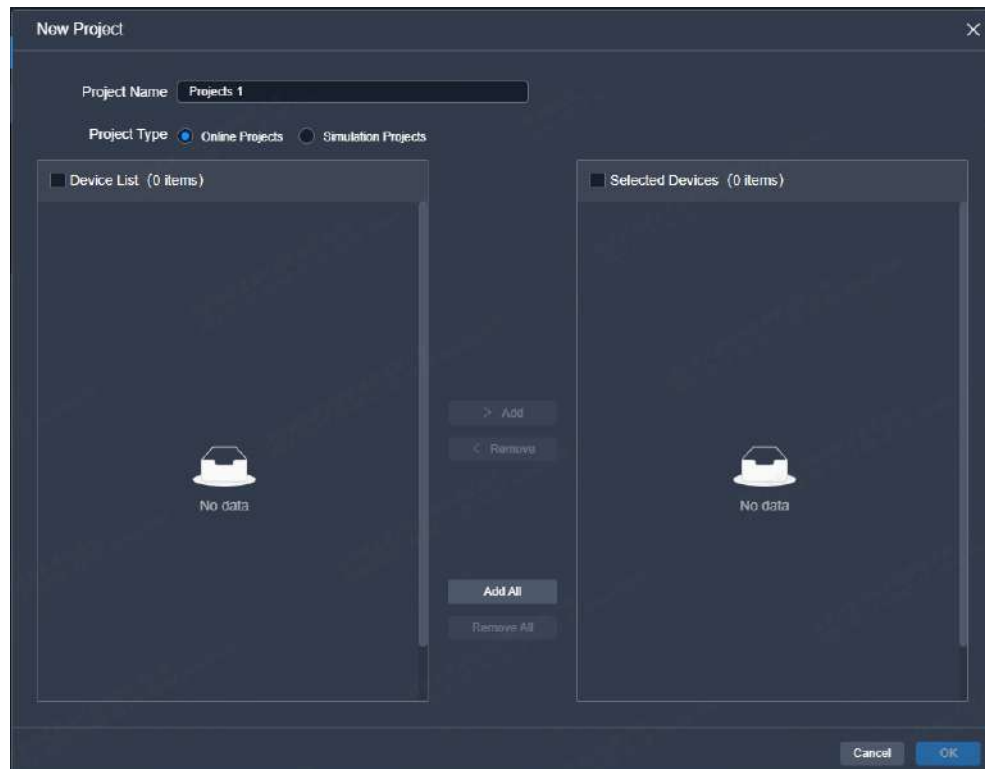 New Project
Project Name Projects 1
Project Type Online Projects Simulation Projects
Device List (0 items)
Selected Devices (0 items)
> Add
< Remove
No data
No data
Add All
Remove All
Cancel OK